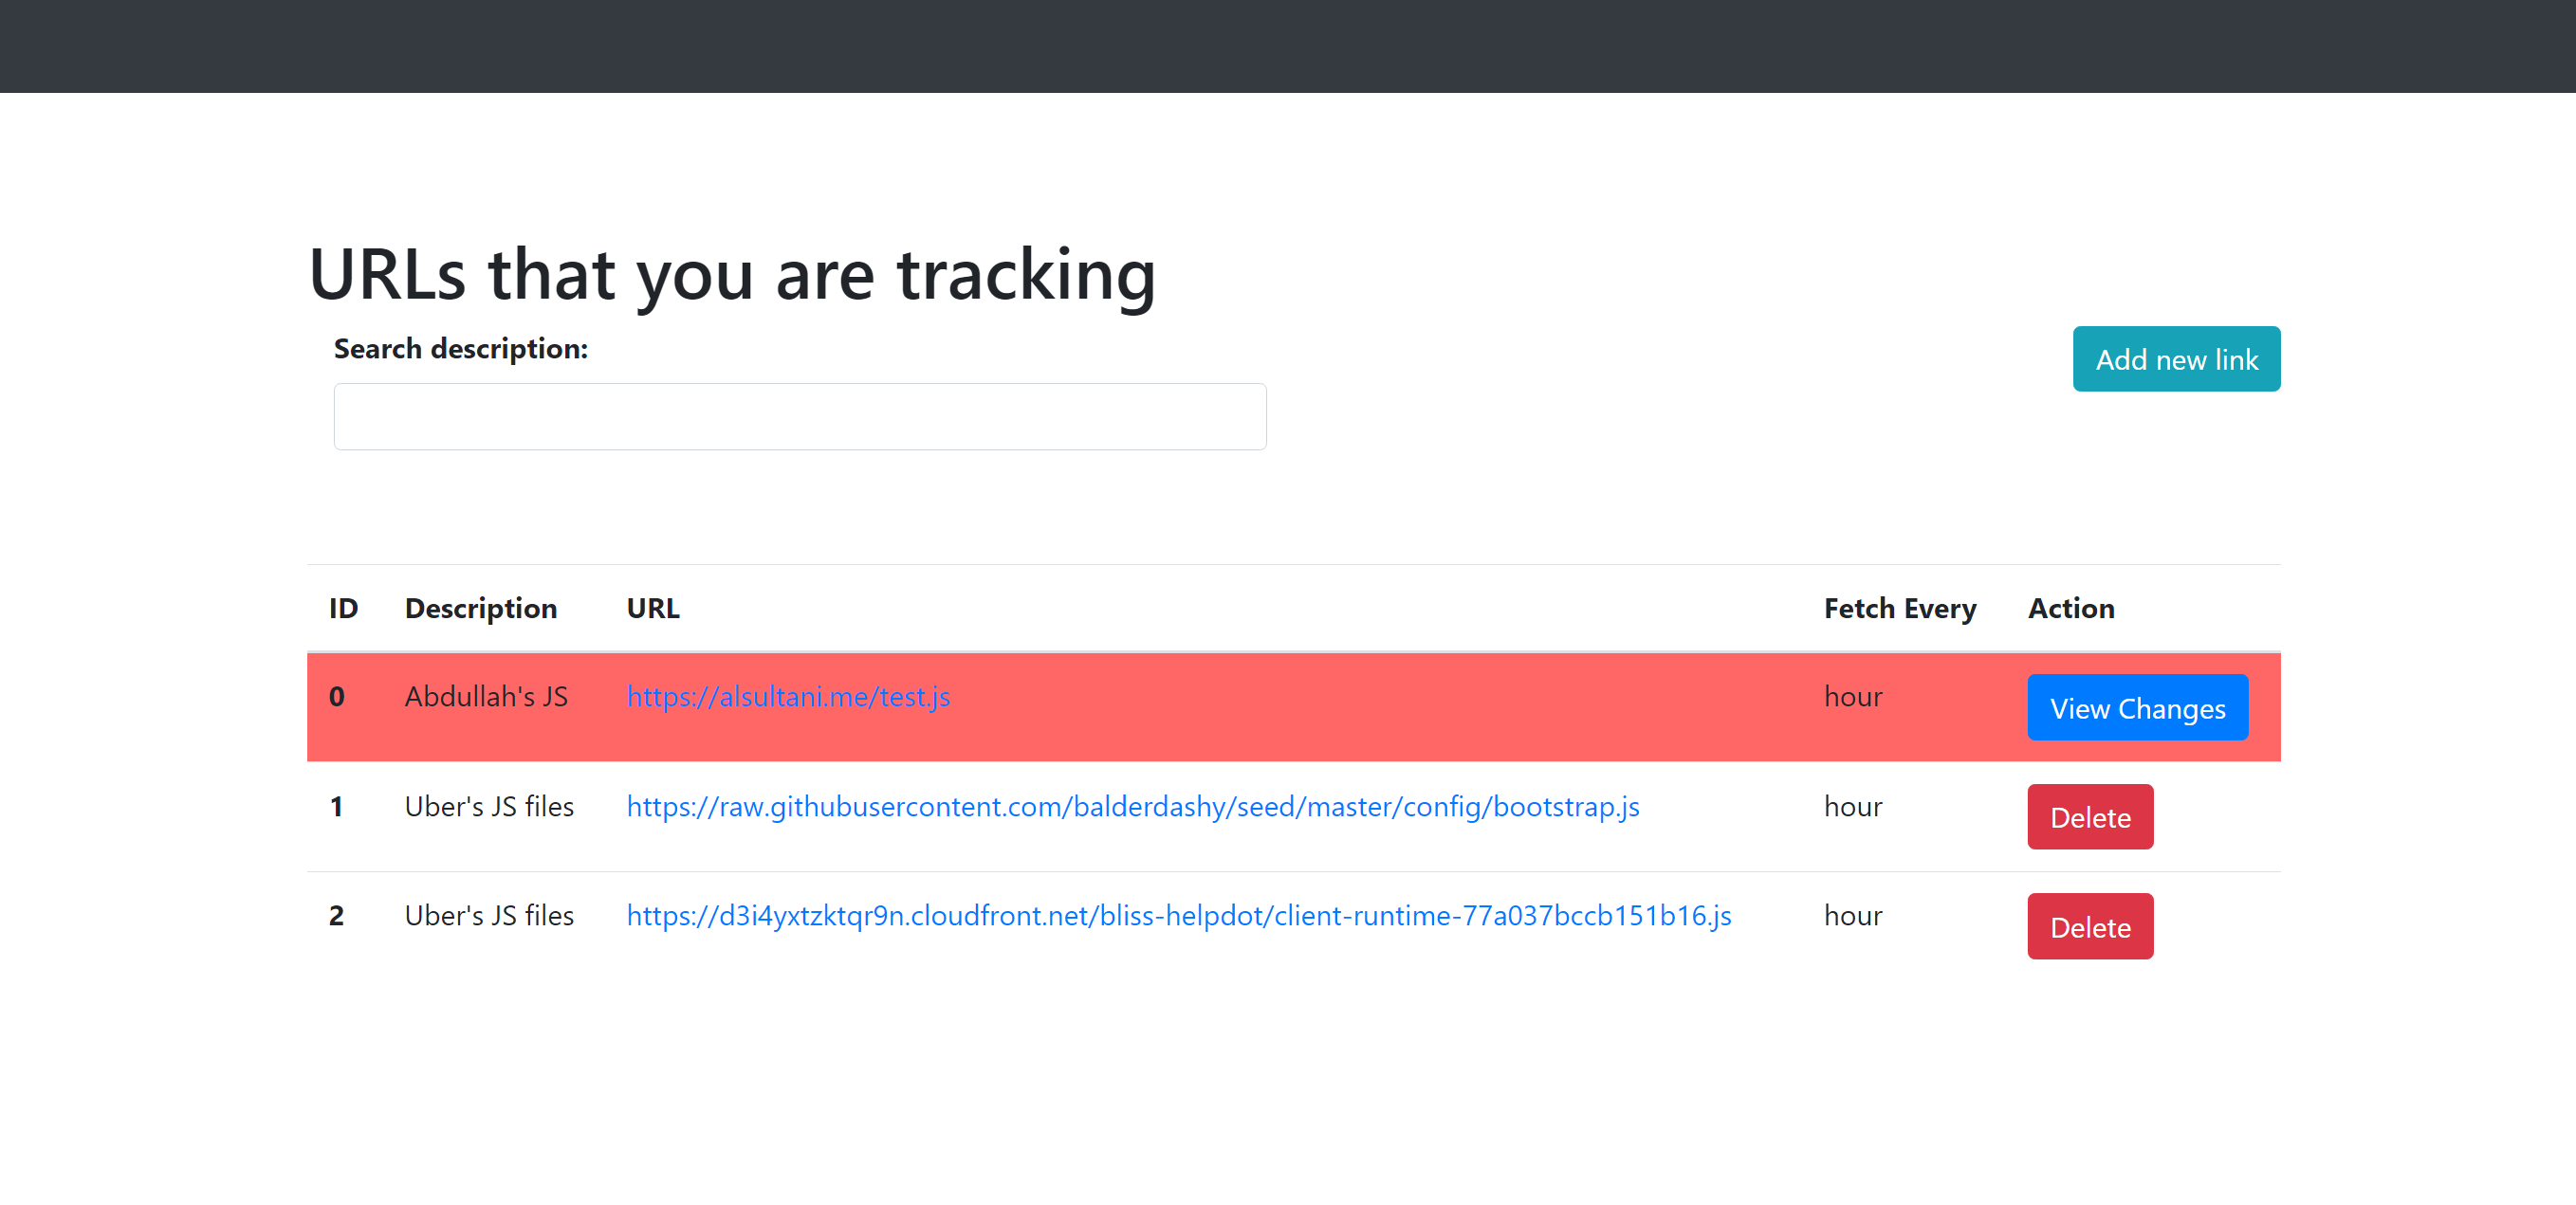 URLs that you are tracking
Search description:
Add new link
ID Description URL Fetch Every Action
0 Abdullah's JS https://alsultani.me/test.js hour View Changes
1 Uber's JS files https://raw.githubusercontent.com/balderdashy/seed/master/config/bootstrap.js hour Delete
2 Uber's JS files https://d3i4yxtzktqr9n.cloudfront.net/bliss-helpdot/client-runtime-77a037bccb151b16.js hour Delete